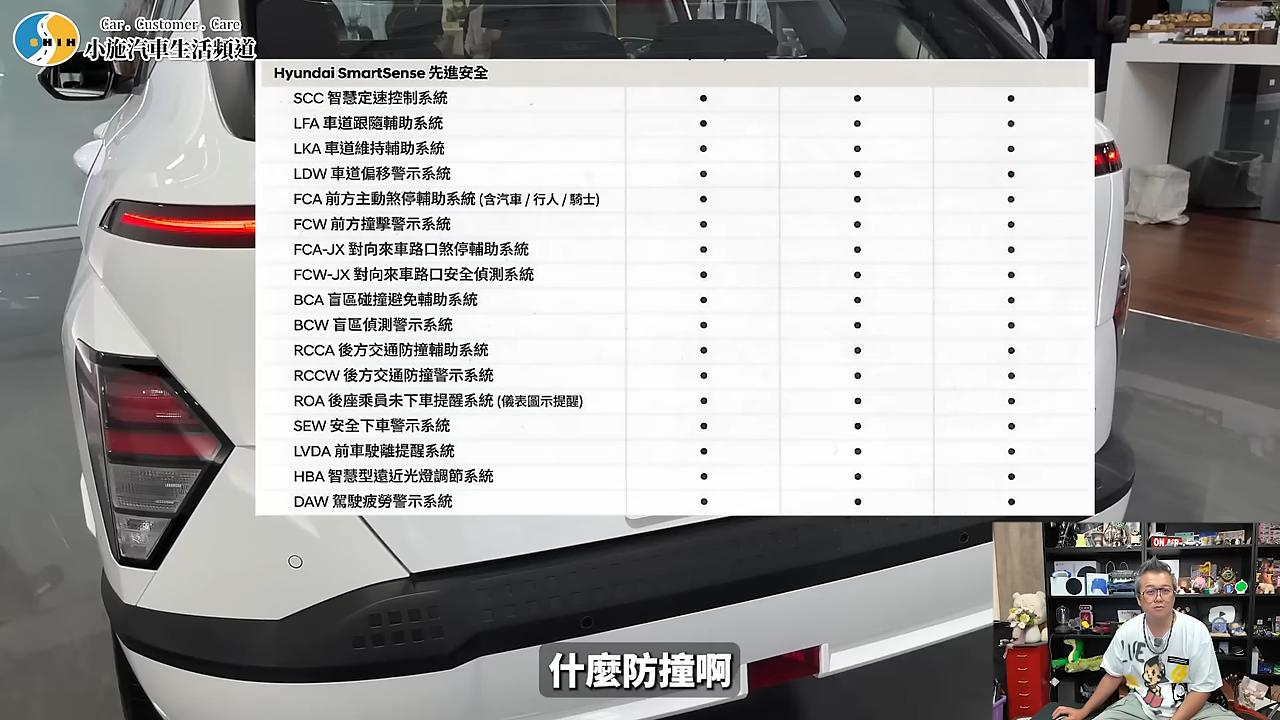 Car. Customer. Care
SHIH
小施汽車生活頻道
Hyundai SmartSense 先進安全
SCC 智慧定速控制系統
LFA 車道跟隨輔助系統
LKA 車道維持輔助系統
LDW 車道偏移警示系統
FCA 前方主動煞停輔助系統 (含汽車 / 行人 / 騎士)
FCW 前方撞擊警示系統
FCA-JX 對向來車路口煞停輔助系統
FCW-JX 對向來車路口安全偵測系統
BCA 盲區碰撞避免輔助系統
BCW 盲區偵測警示系統
RCCA 後方交通防撞輔助系統
RCCW 後方交通防撞警示系統
ROA 後座乘員未下車提醒系統 (儀表圖示提醒)
SEW 安全下車警示系統
LVDA 前車駛離提醒系統
HBA 智慧型遠近光燈調節系統
DAW 駕駛疲勞警示系統
ON AIR
什麼防撞啊